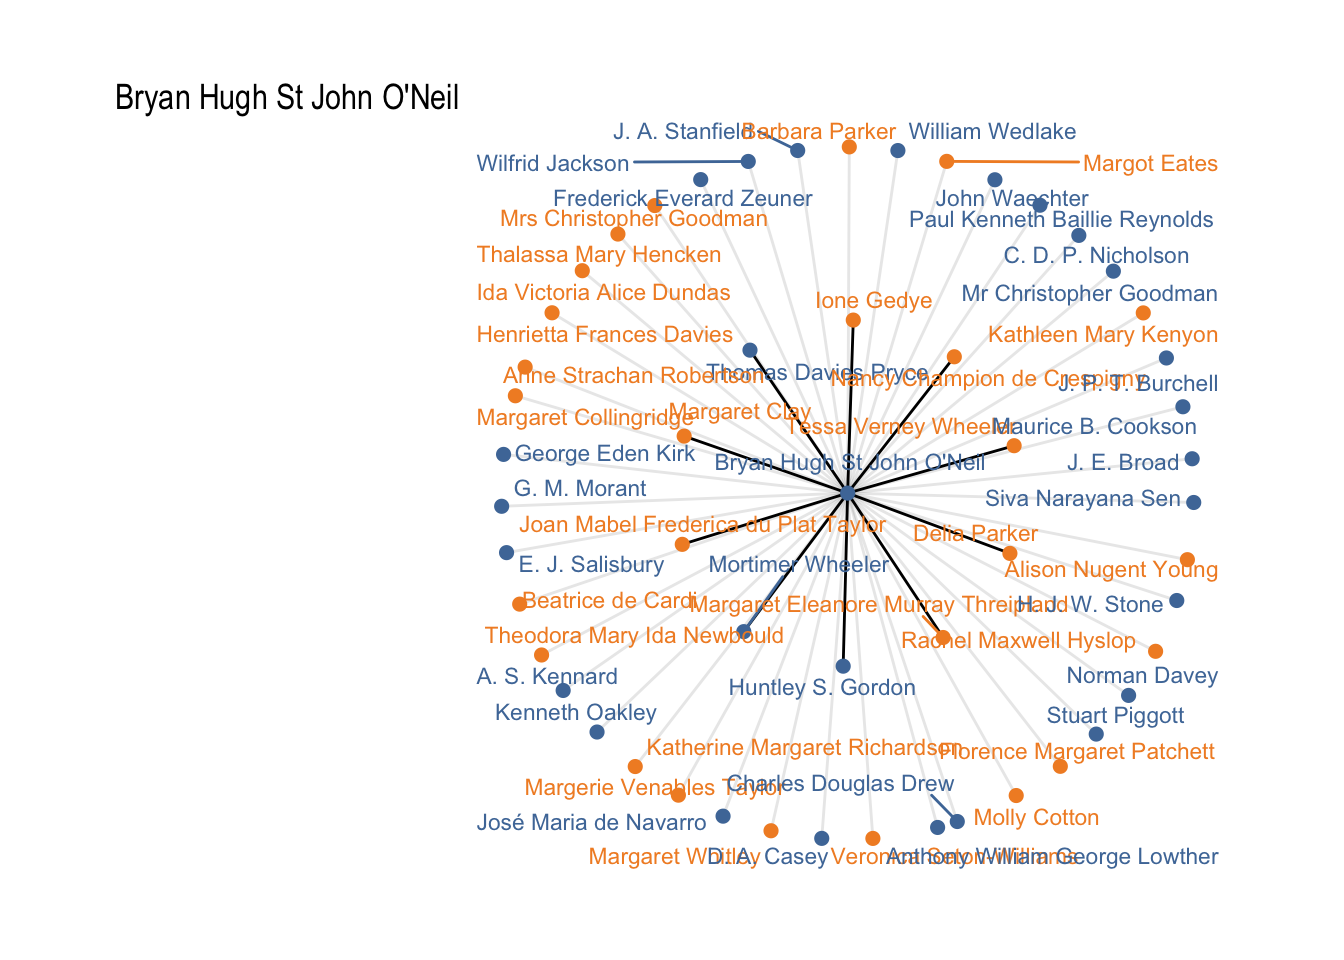 Bryan Hugh St John O'Neil
J. A. Stanfield
Barbara Parker
William Wedlake
Wilfrid Jackson
Margot Eates
Frederick Everard Zeuner
John Waechter
Mrs Christopher Goodman
Paul Kenneth Baillie Reynolds
Thalassa Mary Hencken
C. D. P. Nicholson
Ida Victoria Alice Dundas
Ione Gedye
Mr Christopher Goodman
Henrietta Frances Davies
Kathleen Mary Kenyon
Anne Strachan Robertson
Thomas Davies Pryce
Nancy Champion de Crespigny
J. P. T. Burchell
Margaret Collingridge
Margaret Clay
Tessa Verney Wheeler
Maurice B. Cookson
George Eden Kirk
Bryan Hugh St John O'Neil
J. E. Broad
G. M. Morant
Siva Narayana Sen
Joan Mabel Frederica du Plat Taylor
Delia Parker
E. J. Salisbury
Mortimer Wheeler
Alison Nugent Young
Beatrice de Cardi
Margaret Eleanore Murray Threipland
H. J. W. Stone
Theodora Mary Ida Newbould
Rachel Maxwell Hyslop
A. S. Kennard
Norman Davey
Huntley S. Gordon
Kenneth Oakley
Stuart Piggott
Katherine Margaret Richardson
Florence Margaret Patchett
Margerie Venables Taylor
Charles Douglas Drew
José Maria de Navarro
Molly Cotton
Margaret Whitley
D. A. Casey
Veronica Seton-Williams
Anthony William George Lowther